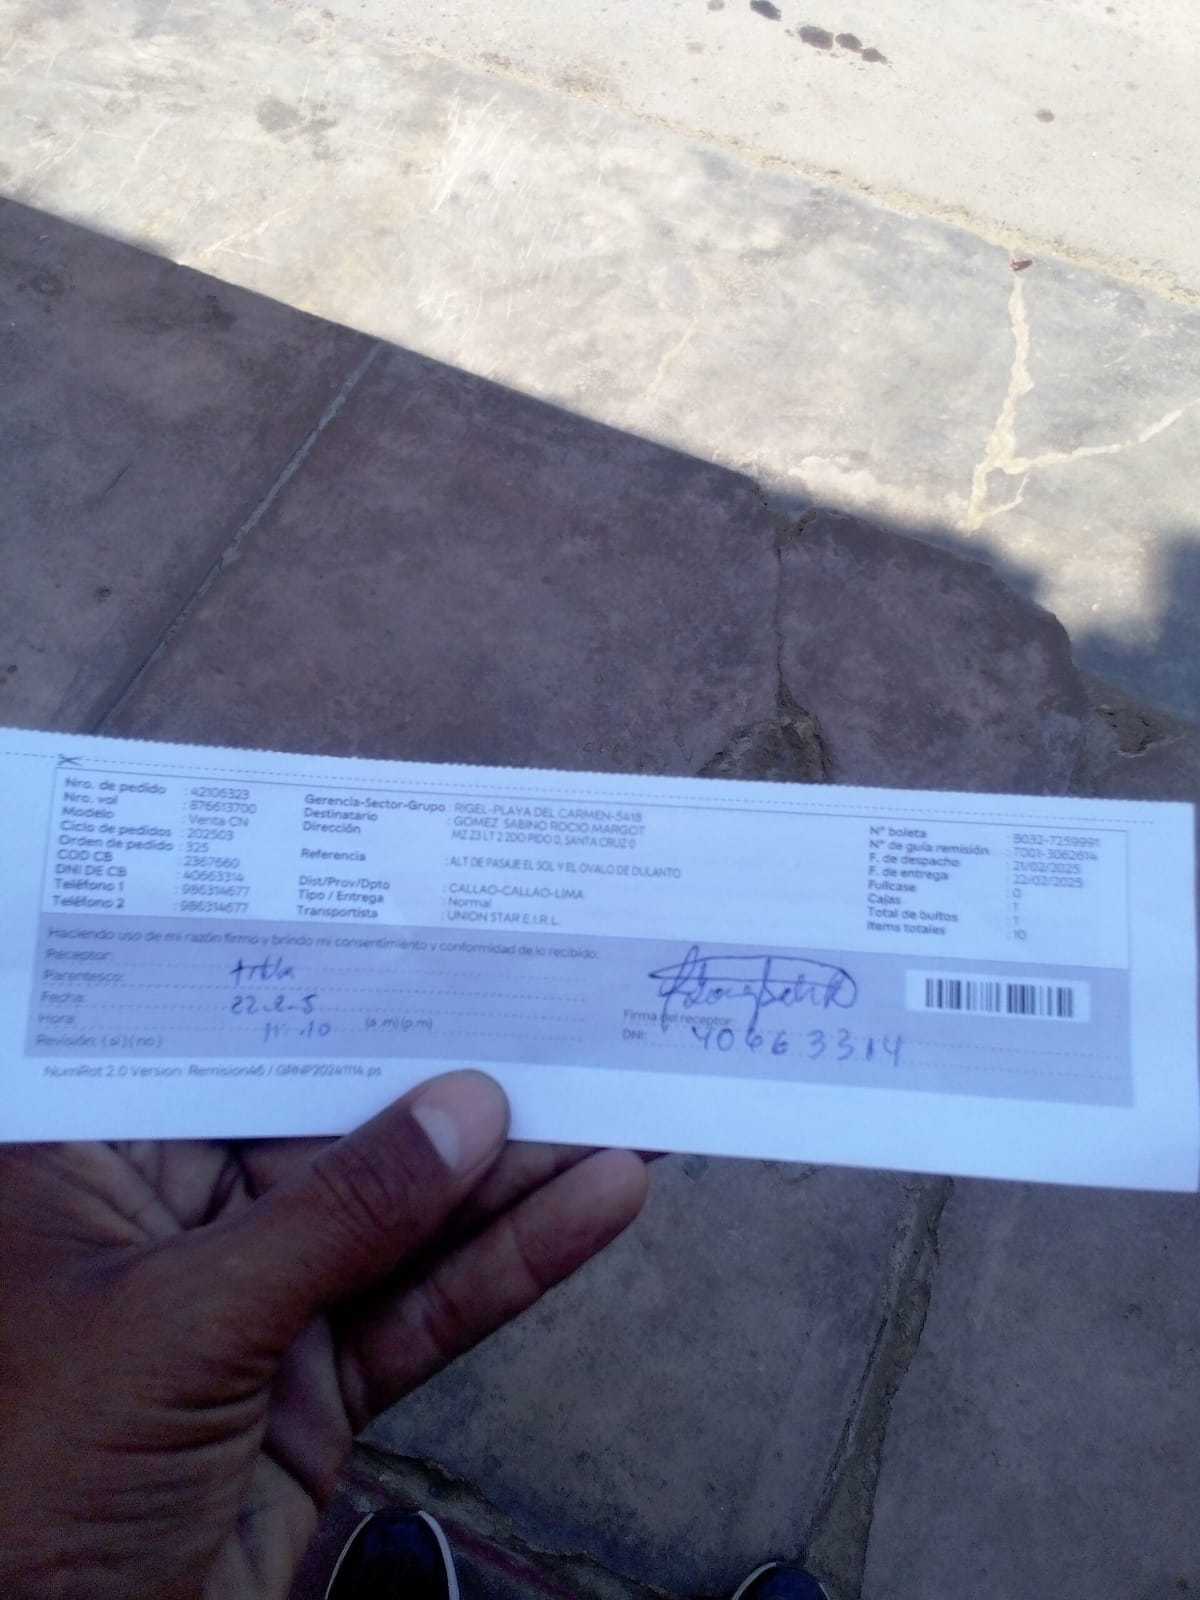 Nro. de pedido : 42106323
Nro. vol : 876613700
Modelo : Venta CN
Ciclo de pedidos : 202503
Orden de pedido : 325
COD CB : 2367660
DNI DE CB : 40663314
Teléfono 1 : 986314677
Teléfono 2 : 986314677
Gerencia-Sector-Grupo : RIGEL-PLAYA DEL CARMEN-5418
Destinatario : GOMEZ SABINO ROCIO MARGOT
Dirección MZ Z3 LT 2 2DO PIDO 0, SANTA CRUZ 0
Referencia : ALT DE PASAJE EL SOL Y EL OVALO DE DULANTO
Dist/Prov/Dpto : CALLAO-CALLAO-LIMA
Tipo / Entrega : Normal
Transportista : UNION STAR E.I.R.L.
N° boleta : B032-7259991
N° de guía remisión : T001-3062614
F. de despacho : 21/02/2025
F. de entrega : 22/02/2025
Fullcase : 0
Cajas : 1
Total de bultos : 1
Items totales : 10
Haciendo uso de mi razón firmo y brindo mi consentimiento y conformidad de lo recibido:
Receptor:
Parentesco:
Fecha: 22-2-5
Hora: 11:10 (a.m) (p.m)
Revisión: ( si ) ( no )
Firma del receptor:
DNI: 40663314
NumRot 2.0 Version: Remision46 / GNNP20241114.ps